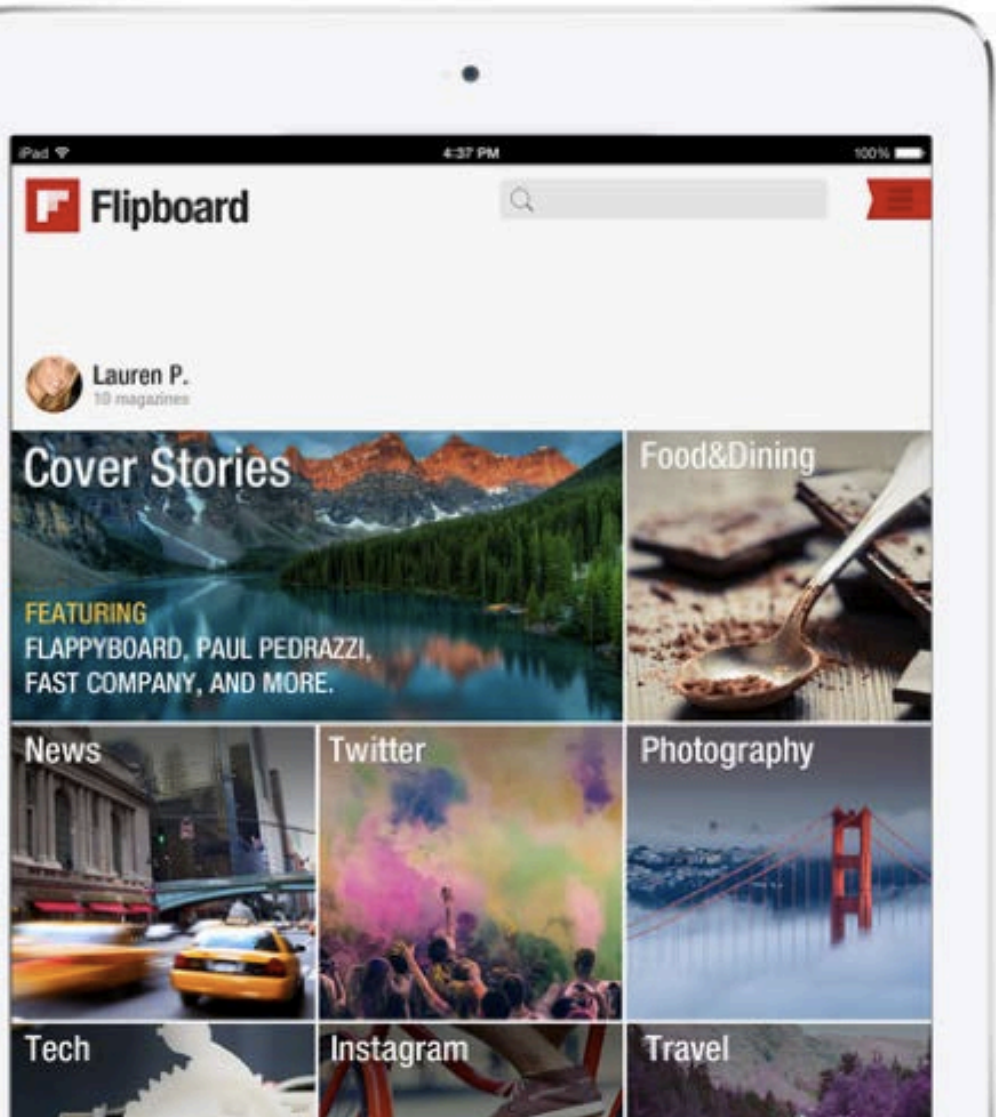 iPad
4:37 PM
100%
Flipboard
Lauren P.
10 magazines
Cover Stories
Food&Dining
FEATURING
FLAPPYBOARD, PAUL PEDRAZZI,
FAST COMPANY, AND MORE.
News
Twitter
Photography
Tech
Instagram
Travel